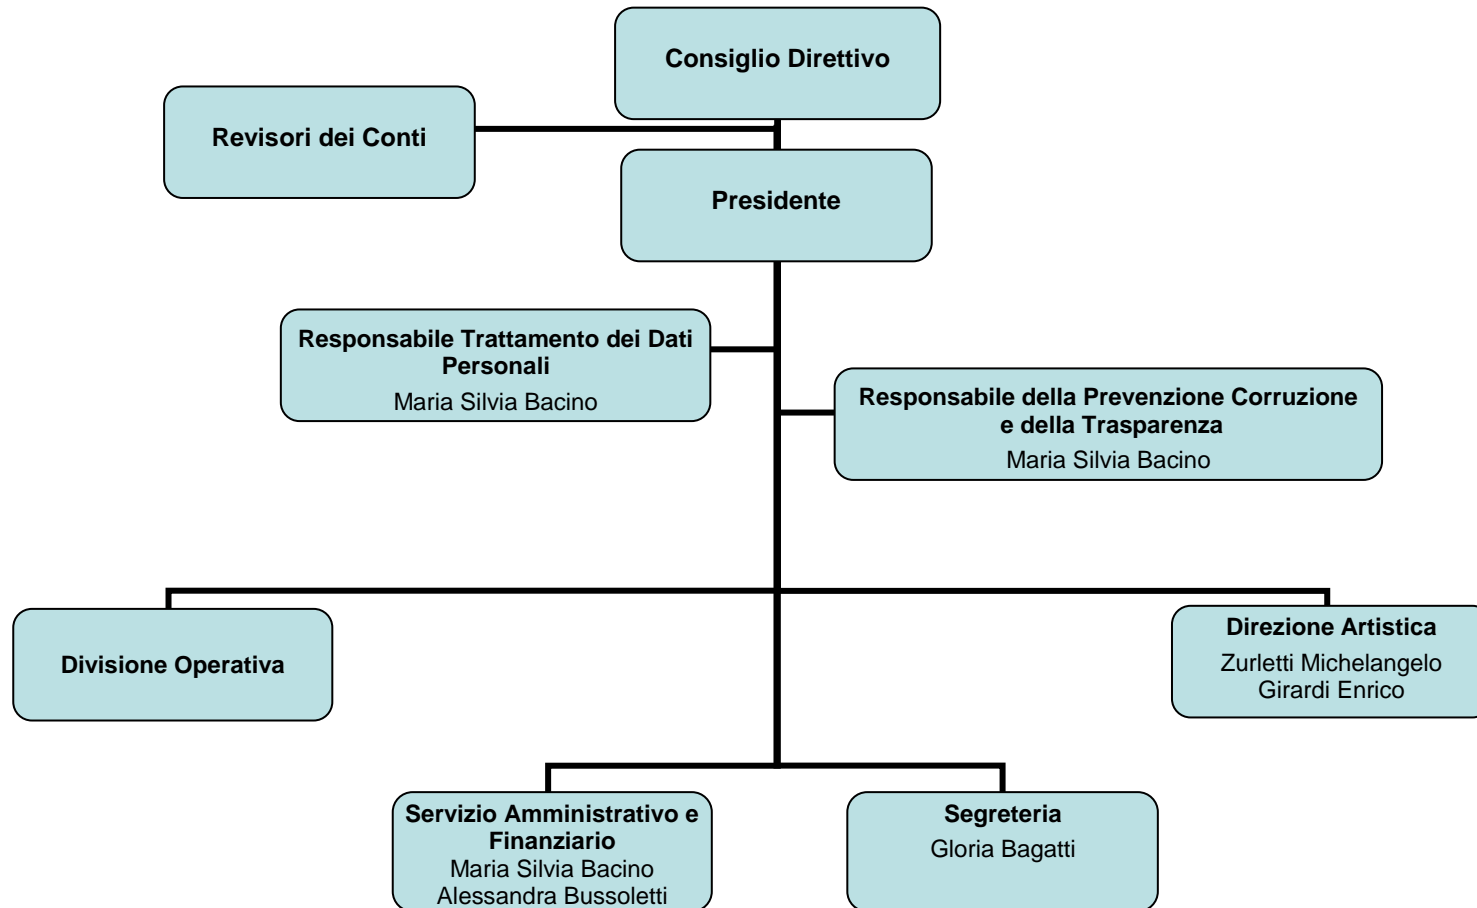 Consiglio Direttivo
Revisori dei Conti
Presidente
Responsabile Trattamento dei Dati
Personali
Maria Silvia Bacino
Responsabile della Prevenzione Corruzione
e della Trasparenza
Maria Silvia Bacino
Divisione Operativa
Direzione Artistica
Zurletti Michelangelo
Girardi Enrico
Servizio Amministrativo e
Finanziario
Maria Silvia Bacino
Alessandra Bussoletti
Segreteria
Gloria Bagatti